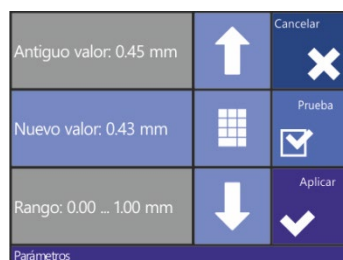 Cancelar
Antiguo valor: 0.45 mm
Prueba
Nuevo valor: 0.43 mm
Aplicar
Rango: 0.00 ... 1.00 mm
Parámetros